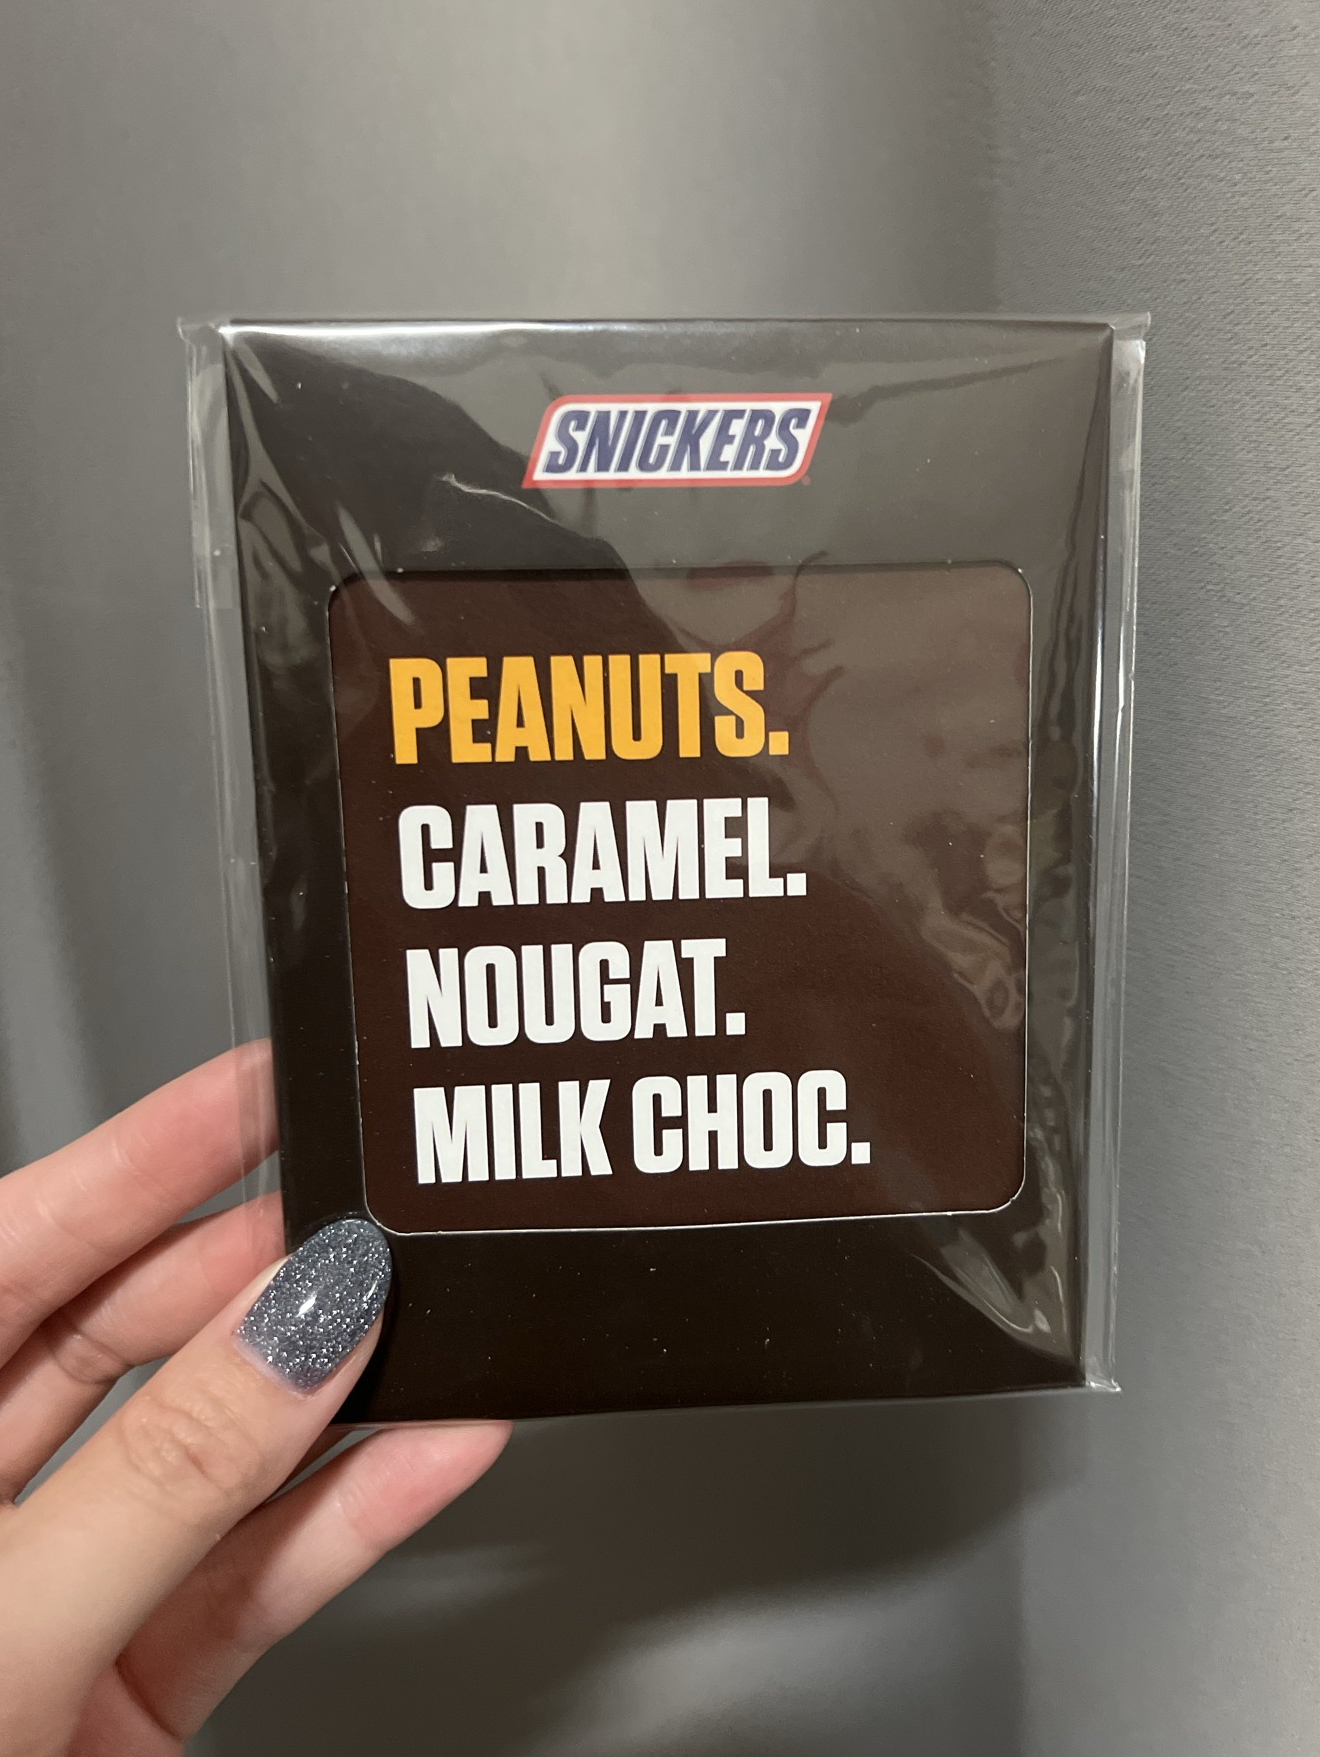 SNICKERS
PEANUTS.
CARAMEL.
NOUGAT.
MILK CHOC.